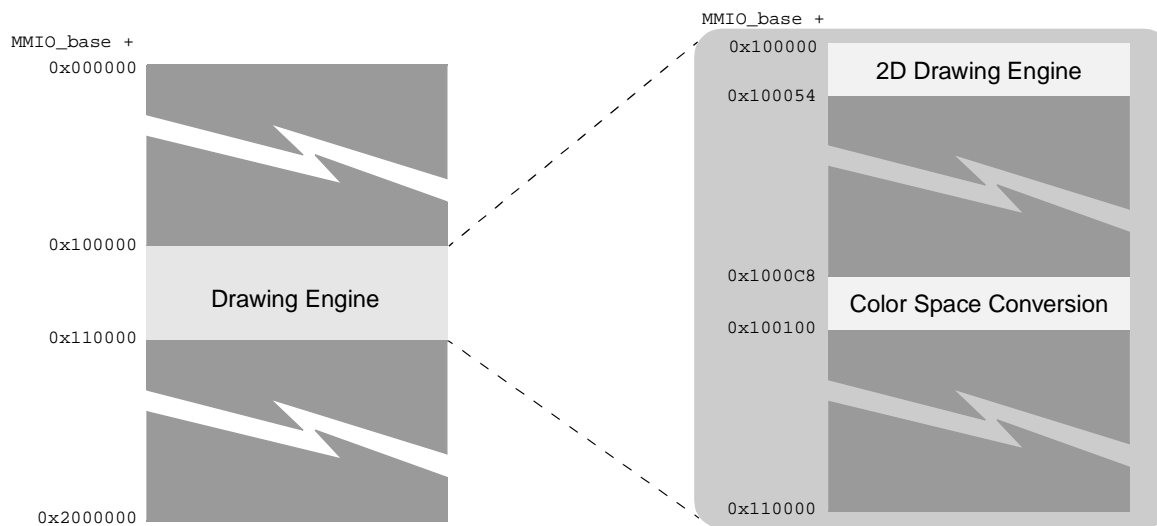 MMIO_base +
0x000000
0x100000
Drawing Engine
0x110000
0x2000000
MMIO_base +
0x100000
2D Drawing Engine
0x100054
0x1000C8
Color Space Conversion
0x100100
0x110000